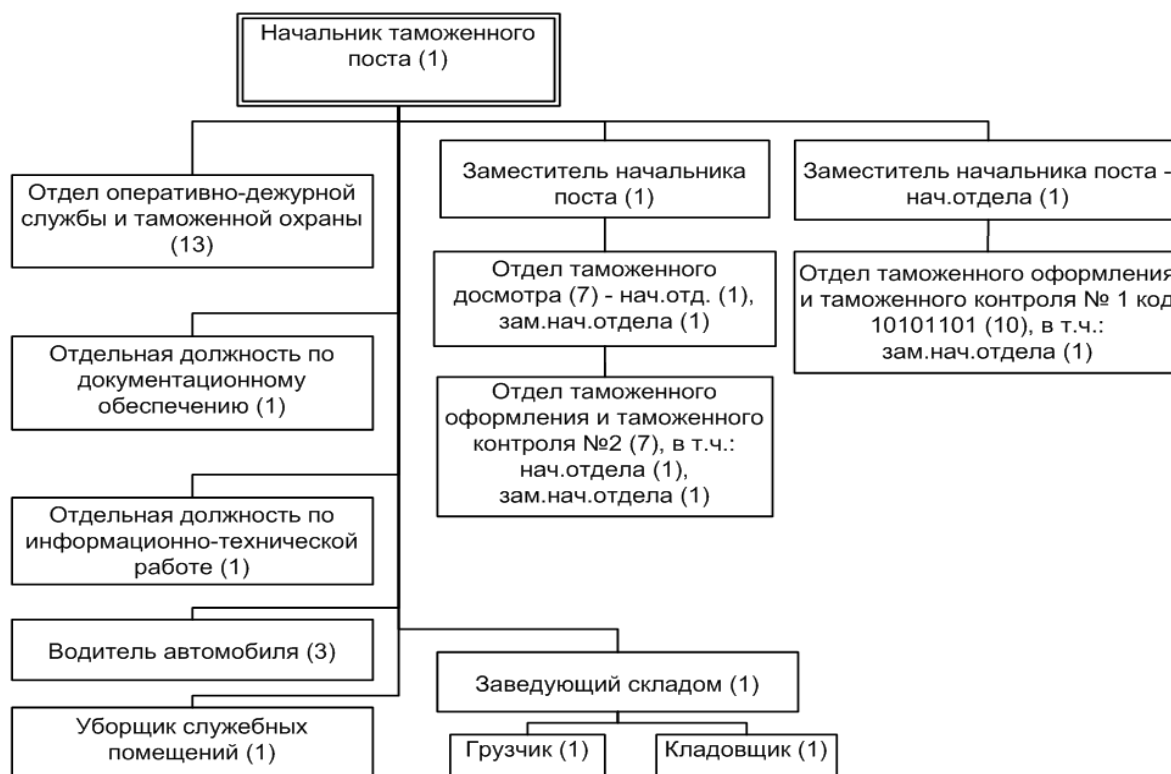 Начальник таможенного
поста (1)
Отдел оперативно-дежурной
службы и таможенной охраны
(13)
Заместитель начальника
поста (1)
Заместитель начальника поста -
нач.отдела (1)
Отдел таможенного
досмотра (7) - нач.отд. (1),
зам.нач.отдела (1)
Отдел таможенного оформления
и таможенного контроля № 1 код
10101101 (10), в т.ч.:
зам.нач.отдела (1)
Отдельная должность по
документационному
обеспечению (1)
Отдел таможенного
оформления и таможенного
контроля №2 (7), в т.ч.:
нач.отдела (1),
зам.нач.отдела (1)
Отдельная должность по
информационно-технической
работе (1)
Водитель автомобиля (3)
Заведующий складом (1)
Уборщик служебных
помещений (1)
Грузчик (1)
Кладовщик (1)